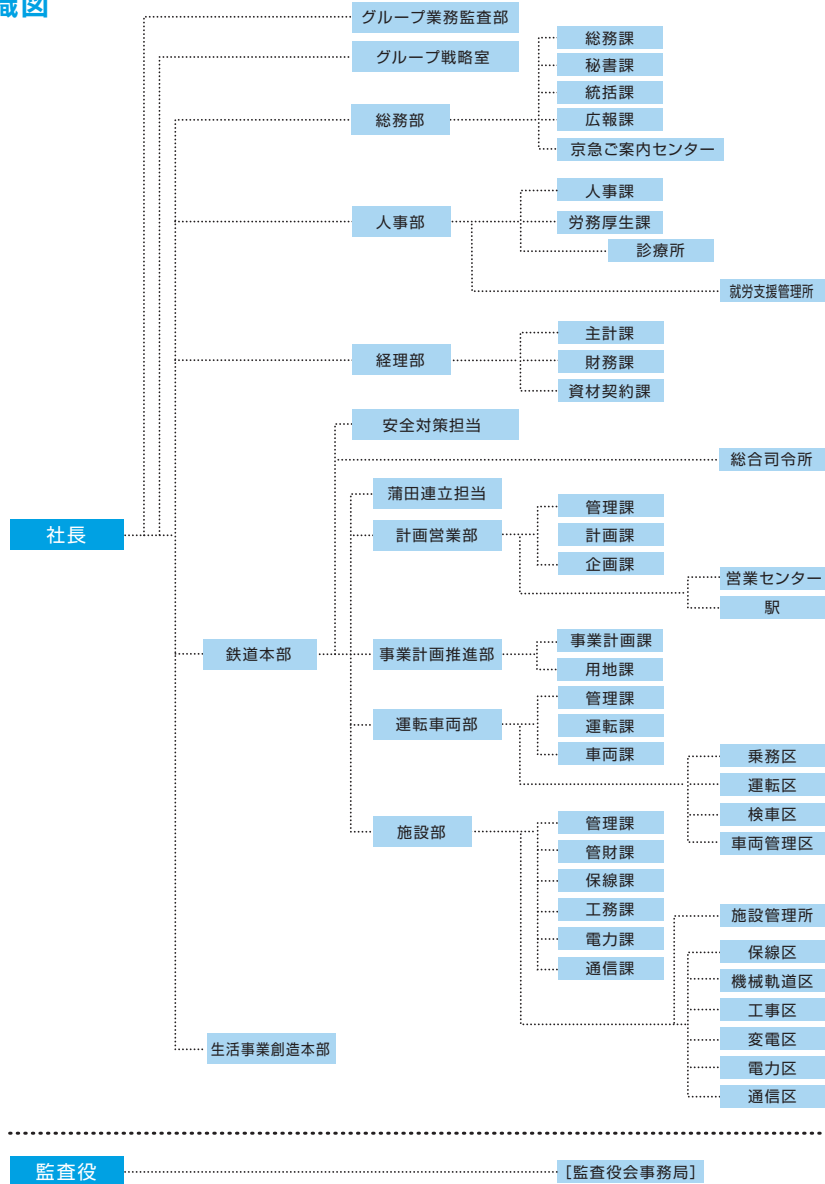 織図
グループ業務監査部
グループ戦略室
総務部
総務課
秘書課
統括課
広報課
京急ご案内センター
人事部
人事課
労務厚生課
診療所
就労支援管理所
経理部
主計課
財務課
資材契約課
社長
鉄道本部
安全対策担当
総合司令所
蒲田連立担当
計画営業部
管理課
計画課
企画課
営業センター
駅
事業計画推進部
事業計画課
用地課
運転車両部
管理課
運転課
車両課
乗務区
運転区
検車区
車両管理区
施設部
管理課
管財課
保線課
工務課
電力課
通信課
施設管理所
保線区
機械軌道区
工事区
変電区
電力区
通信区
生活事業創造本部
監査役
[監査役会事務局]